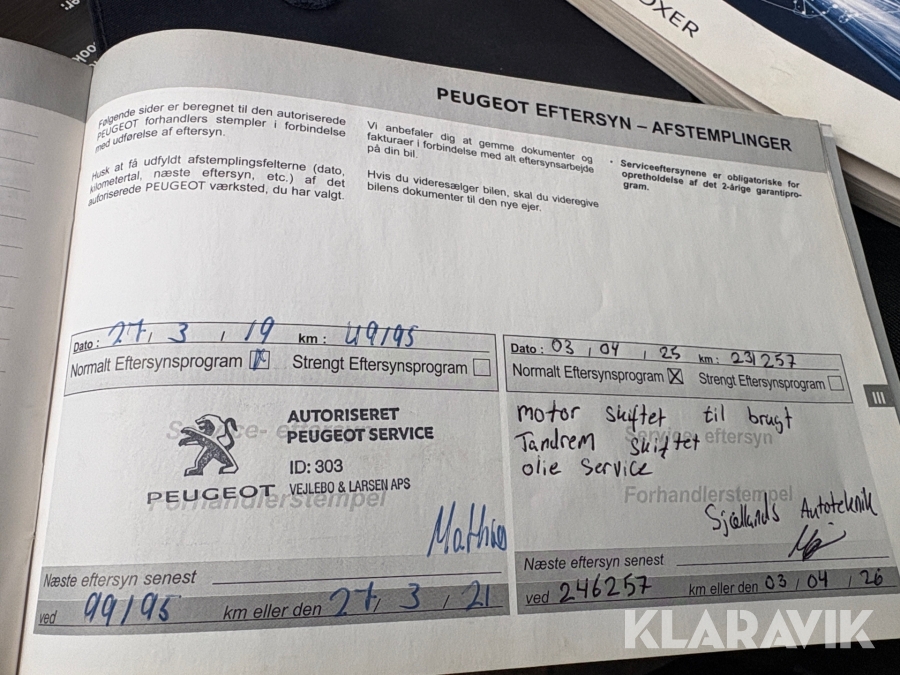 OXER
PEUGEOT EFTERSYN – AFSTEMPLINGER
Følgende sider er beregnet til den autoriserede
PEUGEOT forhandlers stempler i forbindelse
med udførelse af eftersyn.
Husk at få udfyldt afstemplingsfelterne (dato,
kilometertal, næste eftersyn, etc.) af det
autoriserede PEUGEOT værksted, du har valgt.
Vi anbefaler dig at gemme dokumenter og
fakturaer i forbindelse med alt eftersynsarbejde
på din bil.
Hvis du videresælger bilen, skal du videregive
bilens dokumenter til den nye ejer.
• Serviceeftersynene er obligatoriske for
opretholdelse af det 2-årige garantipro-
gram.
Dato : 27, 3, 19 km : 49195
Normalt Eftersynsprogram X Strengt Eftersynsprogram
Service- eftersyn
AUTORISERET
PEUGEOT SERVICE
ID: 303
VEJLEBO & LARSEN APS
PEUGEOT
Forhandlerstempel
Næste eftersyn senest
ved 99195 km eller den 27, 3, 21
Dato : 03, 04, 25 km : 231257
Normalt Eftersynsprogram X Strengt Eftersynsprogram
Service- eftersyn
motor skiftet til brugt
Tandrem skiftet
olie service
Forhandlerstempel
Sjællands Autoteknik
Næste eftersyn senest
ved 246257 km eller den 03, 04, 26
III
KLARAVIK